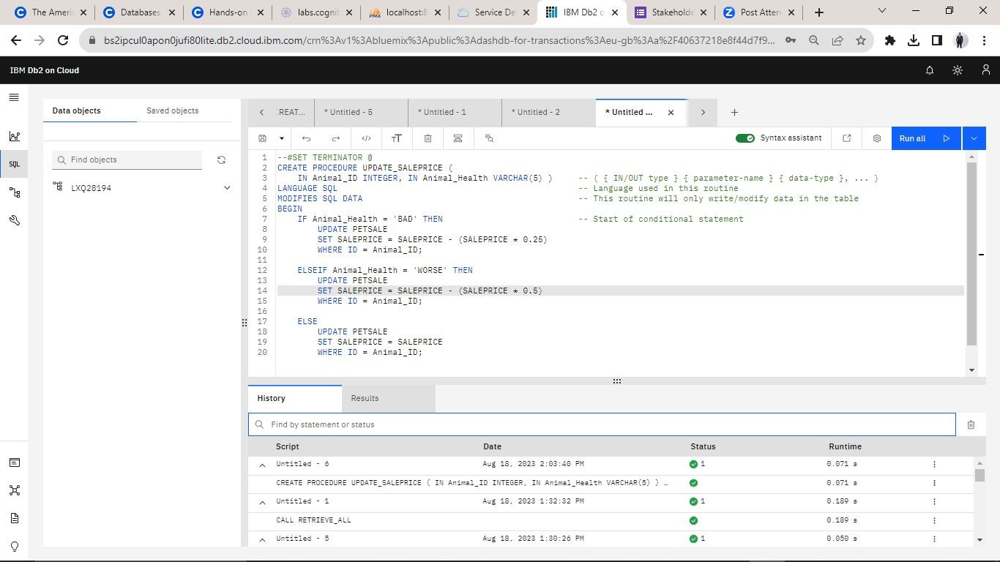 The Ameri
Databases
Hands-on
labs.cognit
localhost:8
Service De
IBM Db2 o
Stakeholde
Post Atten
bs2ipcul0apon0jufi80lite.db2.cloud.ibm.com/crn%3Av1%3Abluemix%3Apublic%3Adashdb-for-transactions%3Aeu-gb%3Aa%2F40637218e8f44d7f9...
IBM Db2 on Cloud
Data objects
Saved objects
Find objects
LXQ28194
SQL
:REAT...
* Untitled - 5
* Untitled - 1
* Untitled - 2
* Untitled ...
Syntax assistant
Run all
1 --#SET TERMINATOR @
2 CREATE PROCEDURE UPDATE_SALEPRICE (
3 IN Animal_ID INTEGER, IN Animal_Health VARCHAR(5) ) -- ( { IN/OUT type } { parameter-name } { data-type }, ... )
4 LANGUAGE SQL -- Language used in this routine
5 MODIFIES SQL DATA -- This routine will only write/modify data in the table
6 BEGIN
7 IF Animal_Health = 'BAD' THEN -- Start of conditional statement
8 UPDATE PETSALE
9 SET SALEPRICE = SALEPRICE - (SALEPRICE * 0.25)
10 WHERE ID = Animal_ID;
11
12 ELSEIF Animal_Health = 'WORSE' THEN
13 UPDATE PETSALE
14 SET SALEPRICE = SALEPRICE - (SALEPRICE * 0.5)
15 WHERE ID = Animal_ID;
16
17 ELSE
18 UPDATE PETSALE
19 SET SALEPRICE = SALEPRICE
20 WHERE ID = Animal_ID;
History
Results
Find by statement or status
Script Date Status Runtime
Untitled - 6 Aug 18, 2023 2:03:40 PM 1 0.071 s
CREATE PROCEDURE UPDATE_SALEPRICE ( IN Animal_ID INTEGER, IN Animal_Health VARCHAR(5) ) … 0.071 s
Untitled - 1 Aug 18, 2023 1:32:32 PM 1 0.189 s
CALL RETRIEVE_ALL 0.189 s
Untitled - 5 Aug 18, 2023 1:30:26 PM 1 0.050 s